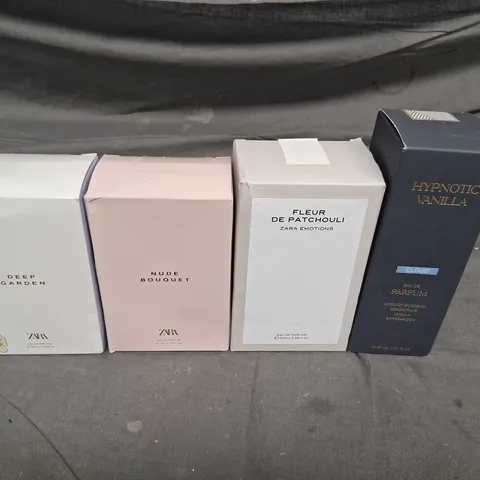 DEEP
GARDEN
ZARA
NUDE
BOUQUET
ZARA
FLEUR
DE PATCHOULI
ZARA EMOTIONS
HYPNOTIC
VANILLA
CLOUD
EAU DE
PARFUM